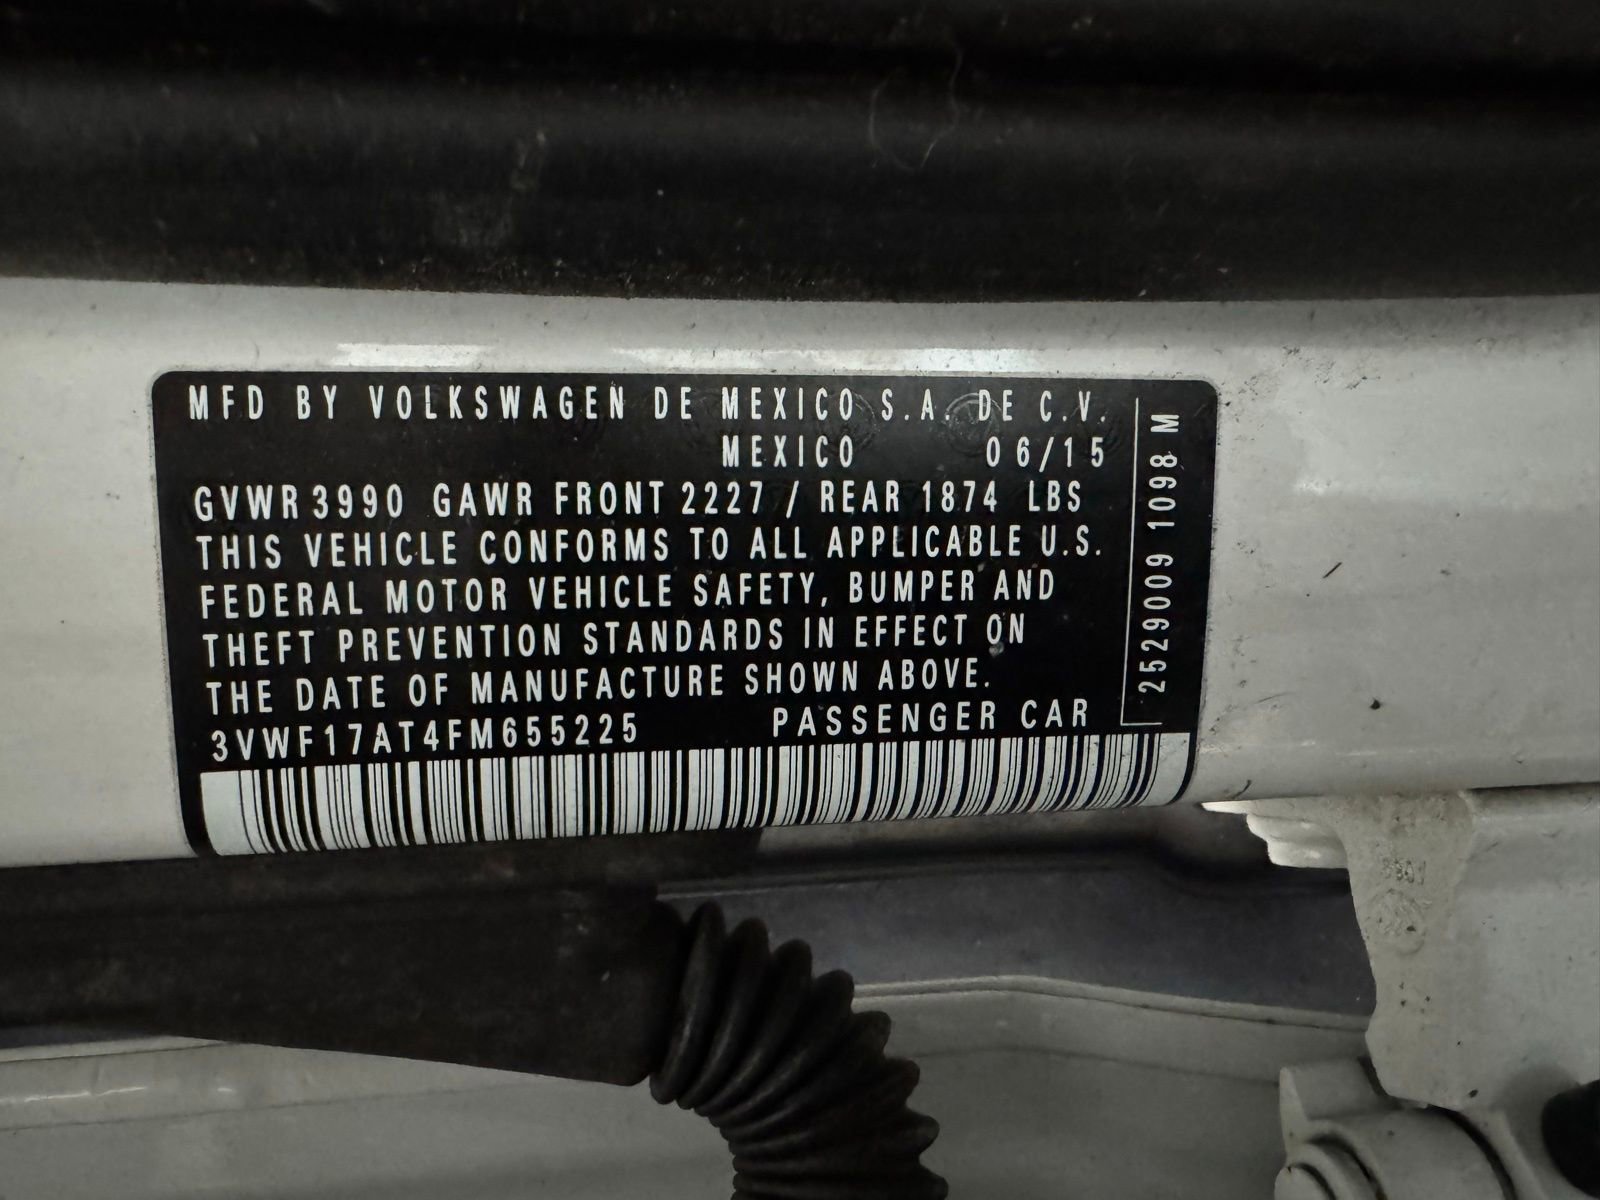 MFD BY VOLKSWAGEN DE MEXICO S.A. DE C.V.
MEXICO 06/15
GVWR 3990 GAWR FRONT 2227 / REAR 1874 LBS
THIS VEHICLE CONFORMS TO ALL APPLICABLE U.S.
FEDERAL MOTOR VEHICLE SAFETY, BUMPER AND
THEFT PREVENTION STANDARDS IN EFFECT ON
THE DATE OF MANUFACTURE SHOWN ABOVE.
3VWF17AT4FM655225 PASSENGER CAR
2529009 1098 M